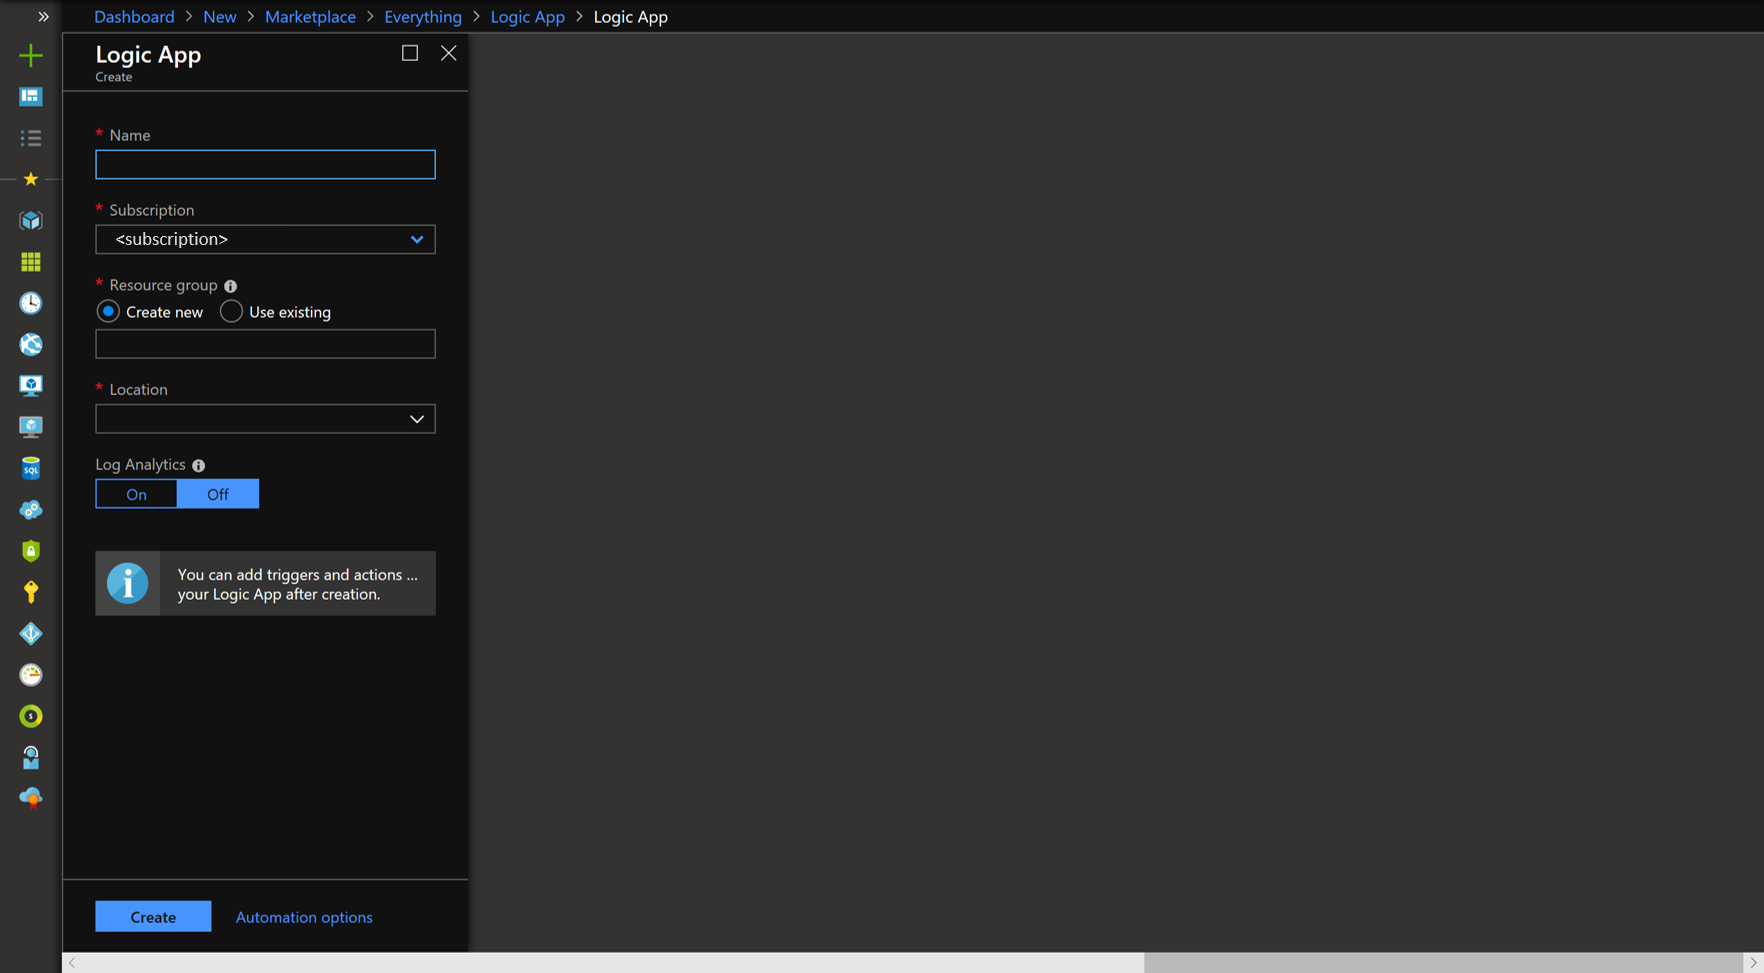 Dashboard > New > Marketplace > Everything > Logic App > Logic App
Logic App
Create
* Name
* Subscription
<subscription>
* Resource group
Create new Use existing
* Location
Log Analytics
On Off
You can add triggers and actions ...
your Logic App after creation.
Create Automation options
SQL
$